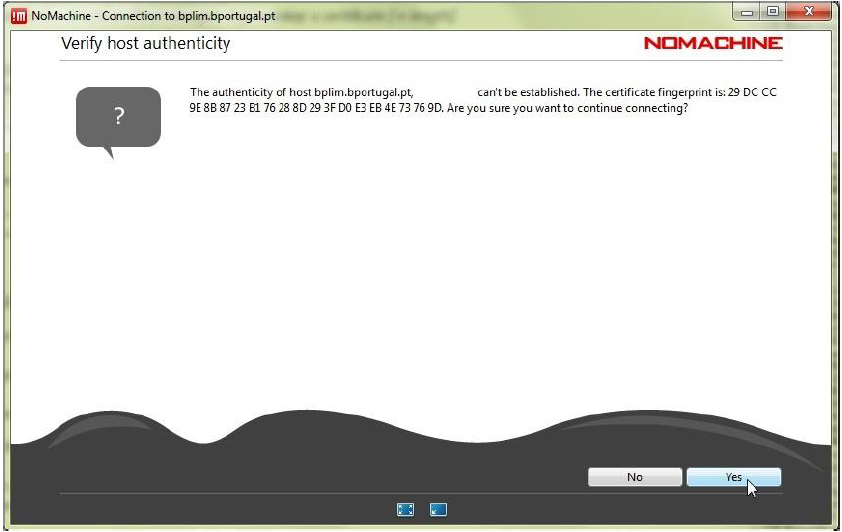 NoMachine - Connection to bplim.bportugal.pt
Verify host authenticity
NOMACHINE
?
The authenticity of host bplim.bportugal.pt, can't be established. The certificate fingerprint is: 29 DC CC
9E 8B 87 23 B1 76 28 8D 29 3F D0 E3 EB 4E 73 76 9D. Are you sure you want to continue connecting?
No
Yes